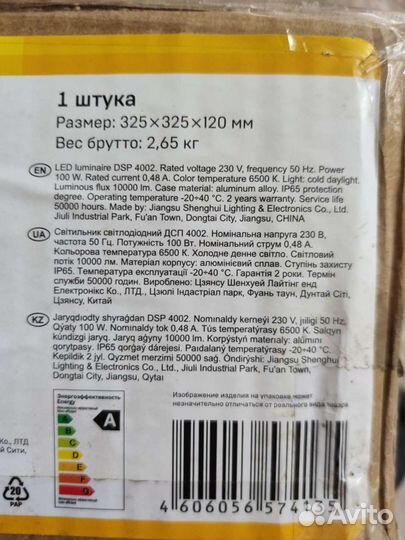 1 штука
Размер: 325×325×120 мм
Вес брутто: 2,65 кг
EN LED luminaire DSP 4002. Rated voltage 230 V, frequency 50 Hz. Power
100 W. Rated current 0,48 A. Color temperature 6500 K. Light: cold daylight.
Luminous flux 10000 lm. Case material: aluminum alloy. IP65 protection
degree. Operating temperature -20÷40 °C. 2 years warranty. Service life
50000 hours. Made by: Jiangsu Shenghui Lighting & Electronics Co., Ltd.,
Jiuli Industrial Park, Fu'an Town, Dongtai City, Jiangsu, CHINA
UA Світильник світлодіодний ДСП 4002. Номінальна напруга 230 В,
частота 50 Гц. Потужність 100 Вт. Номінальний струм 0,48 А.
Кольорова температура 6500 К. Холодне денне світло. Світловий
потік 10000 лм. Матеріал корпусу: алюмінієвий сплав. Ступінь захисту
IP65. Температура експлуатації -20÷40 °С. Гарантія 2 роки. Термін
служби 50000 годин. Вироблено: Цзянсу Шенхуей Лайтінг енд
Електронікс Ко., ЛТД., Цзюлі Індастріал парк, Фуань таун, Дунтай Сіті,
Цзянсу, Китай
KZ Jaryqdıodty shyraǵdan DSP 4002. Nomınaldy kerneýi 230 V, jıiligi 50 Hz.
Qýaty 100 W. Nomınaldy tok 0,48 A. Tús temperatýrasy 6500 K. Salqyn
kúndizgi jaryq. Jaryq aǵyny 10000 lm. Korpýstyń materıaly: alúmını
qorytpasy. IP65 qorǵaý dárejesi. Paıdalaný temperatýrasy -20÷40 °C.
Kepildik 2 jyl. Qyzmet merzimi 50000 saǵ. Óndirýshi: Jiangsu Shenghui
Lighting & Electronics Co., Ltd., Jiuli Industrial Park, Fu'an Town,
Dongtai City, Jiangsu, Qytaı
Энергоэффективность
Energy
A
B
C
D
E
F
G
A
Изображение изделия на упаковке может
незначительно отличаться от реального вида товара
Ко., ЛТД
й Сити,
20
PAP
4 606056 574135
Avito